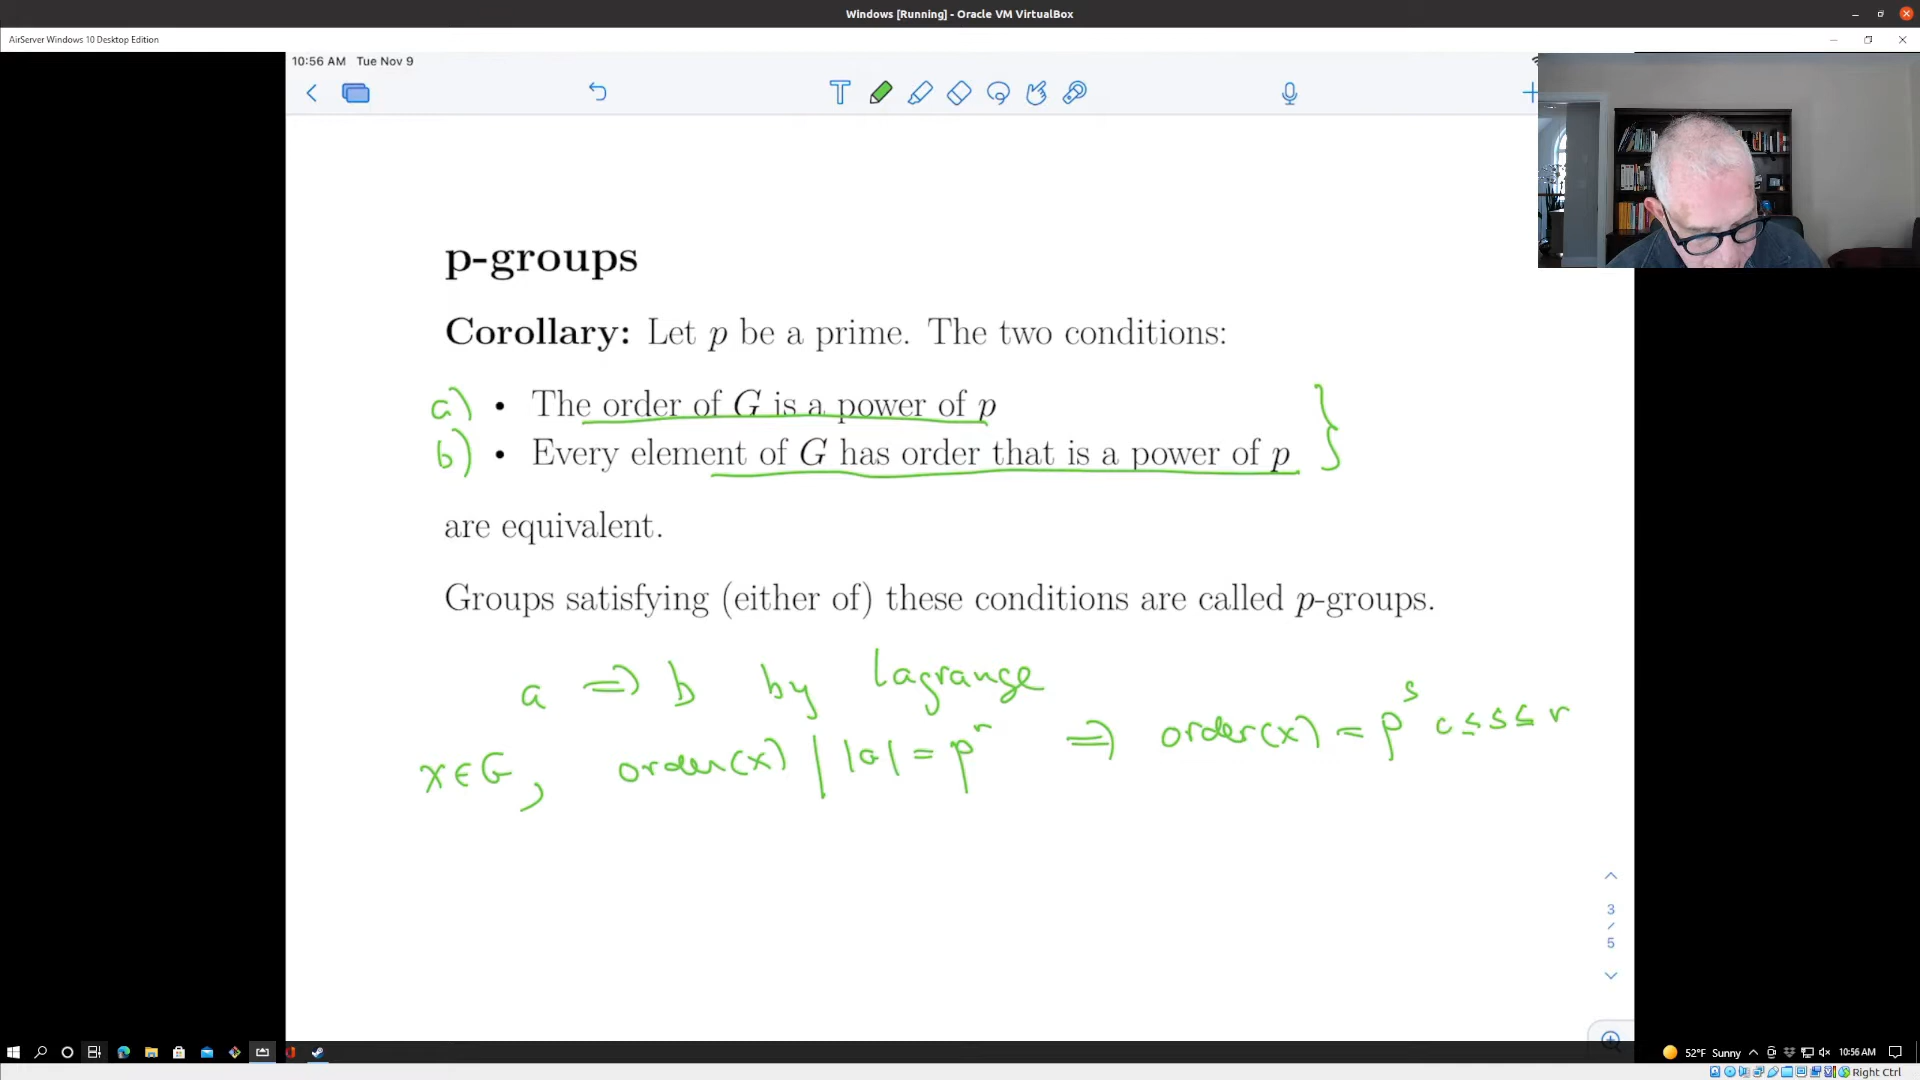 Windows [Running] - Oracle VM VirtualBox
AirServer Windows 10 Desktop Edition
10:56 AM Tue Nov 9
p-groups
Corollary: Let p be a prime. The two conditions:
a) • The order of G is a power of p
b) • Every element of G has order that is a power of p
are equivalent.
Groups satisfying (either of) these conditions are called p-groups.
a ⇒ b by Lagrange
x∈G, order(x) | |G| = p^r ⇒ order(x) = p^s 0 ≤ s ≤ r
3
/
5
52°F Sunny 10:56 AM
Right Ctrl